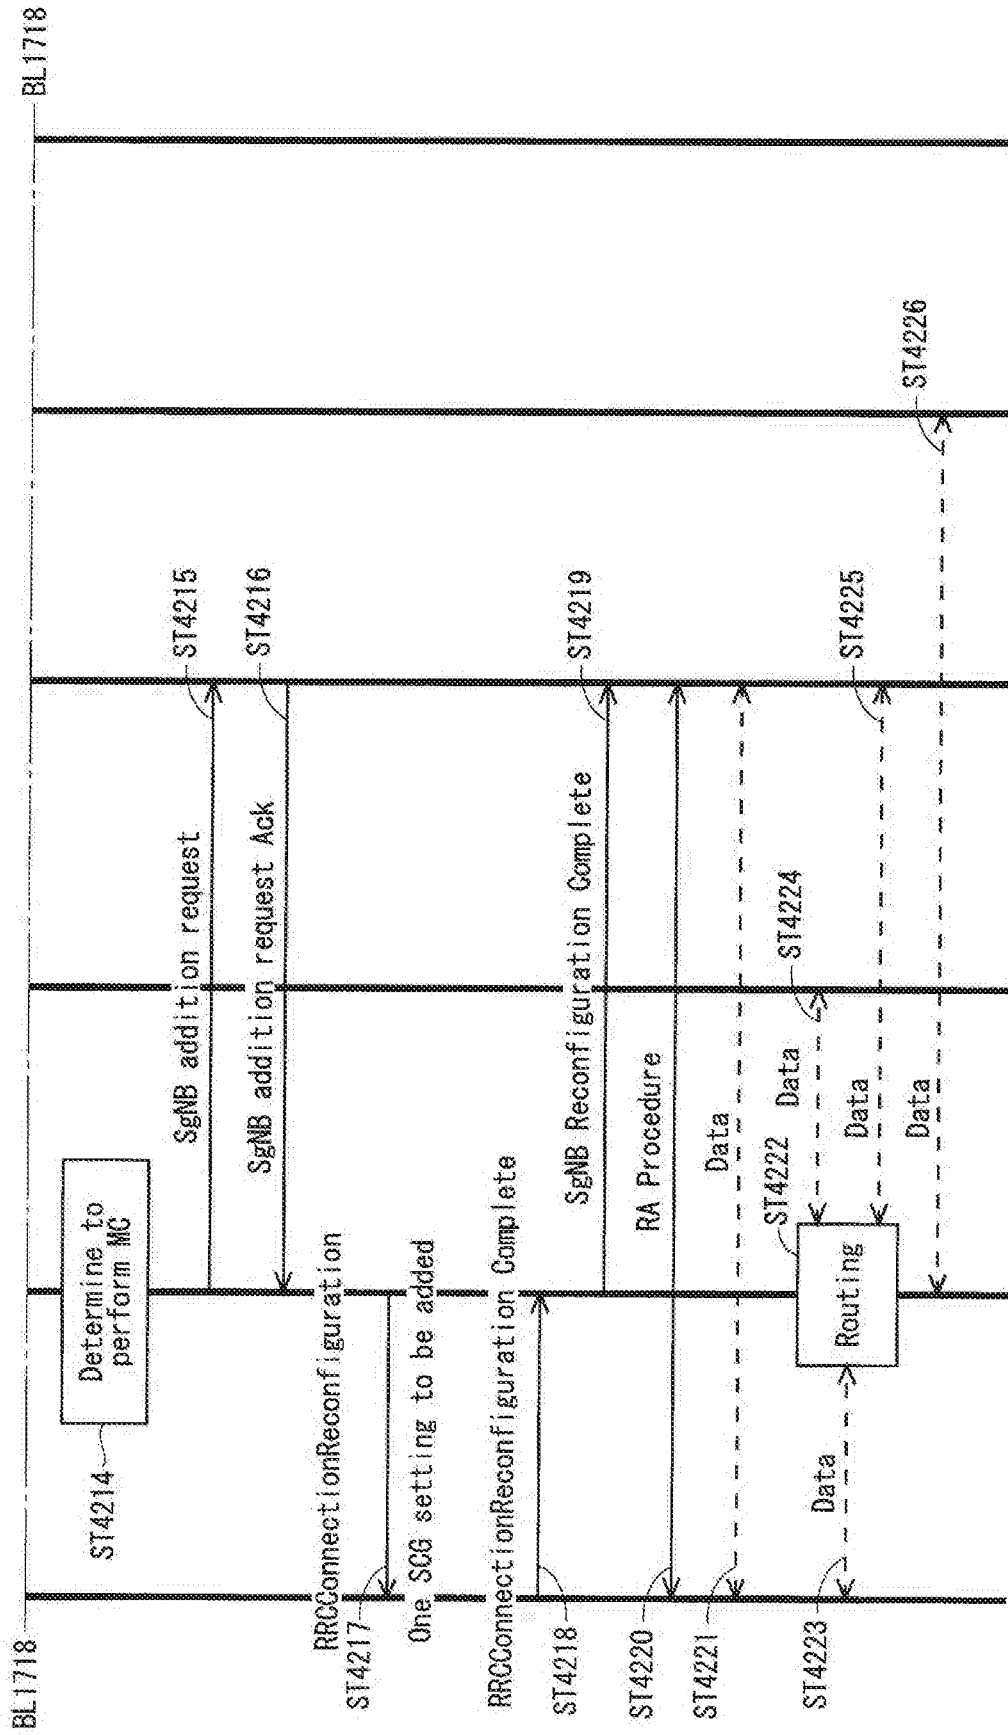 BL1718
BL1718
Determine to
perform MC
ST4214
SgNB addition request
ST4215
SgNB addition request Ack
ST4216
RRCConnectionReconfiguration
ST4217
One SCG setting to be added
RRCConnectionReconfiguration Complete
ST4218
SgNB Reconfiguration Complete
ST4219
RA Procedure
ST4220
Data
ST4221
ST4222
Routing
Data
ST4223
Data
ST4224
Data
ST4225
Data
ST4226